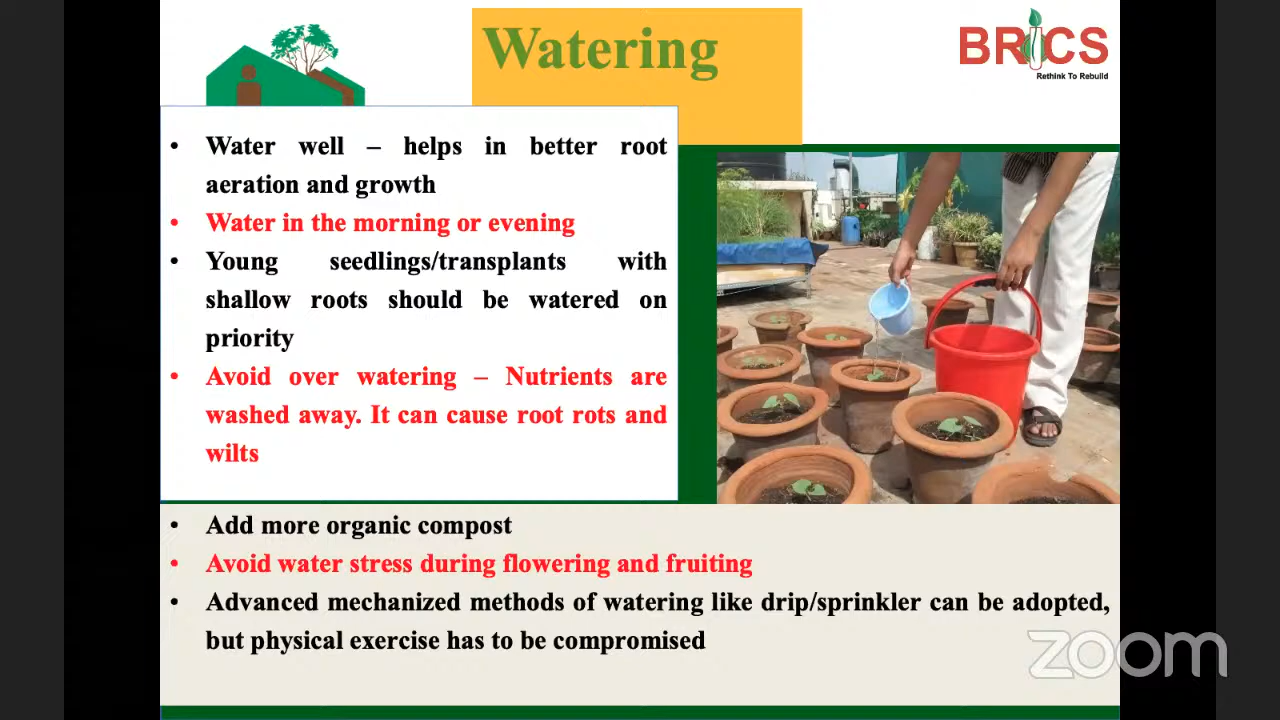 Watering
BRICS
Rethink To Rebuild
• Water well – helps in better root
aeration and growth
• Water in the morning or evening
• Young seedlings/transplants with
shallow roots should be watered on
priority
• Avoid over watering – Nutrients are
washed away. It can cause root rots and
wilts
• Add more organic compost
• Avoid water stress during flowering and fruiting
• Advanced mechanized methods of watering like drip/sprinkler can be adopted,
but physical exercise has to be compromised
zoom